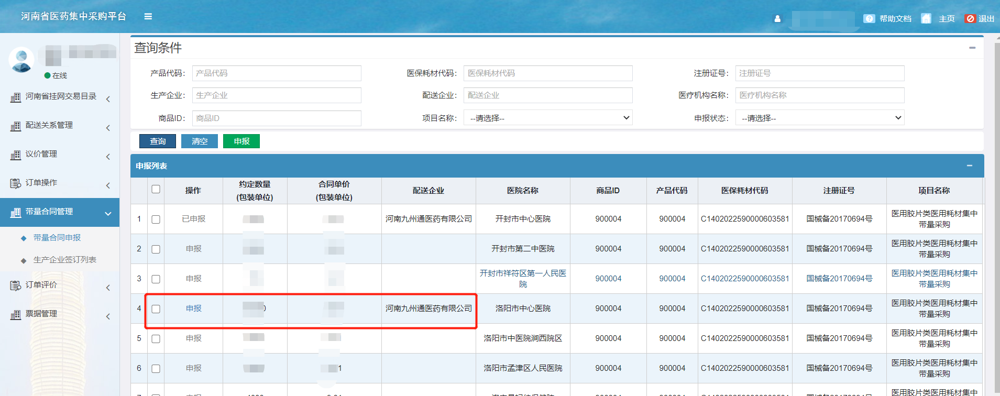 河南省医药集中采购平台
帮助文档 主页 退出
在线
河南省挂网交易目录
配送关系管理
议价管理
订单操作
带量合同管理
带量合同申报
生产企业签订列表
订单评价
票据管理
查询条件
产品代码： 产品代码 医保耗材代码： 医保耗材代码 注册证号： 注册证号
生产企业： 生产企业 配送企业： 配送企业 医疗机构名称： 医疗机构名称
商品ID： 商品ID 项目名称： --请选择-- 申报状态： --请选择--
查询 清空 申报
申报列表
操作 约定数量 (包装单位) 合同单价 (包装单位) 配送企业 医院名称 商品ID 产品代码 医保耗材代码 注册证号 项目名称
1 已申报 河南九州通医药有限公司 开封市中心医院 900004 900004 C1402022590000603581 国械备20170694号 医用胶片类医用耗材集中带量采购
2 申报 开封市第二中医院 900004 900004 C1402022590000603581 国械备20170694号 医用胶片类医用耗材集中带量采购
3 申报 开封市祥符区第一人民医院 900004 900004 C1402022590000603581 国械备20170694号 医用胶片类医用耗材集中带量采购
4 申报 0 河南九州通医药有限公司 洛阳市中心医院 900004 900004 C1402022590000603581 国械备20170694号 医用胶片类医用耗材集中带量采购
5 申报 洛阳市中医院涧西院区 900004 900004 C1402022590000603581 国械备20170694号 医用胶片类医用耗材集中带量采购
6 申报 1 洛阳市孟津区人民医院 900004 900004 C1402022590000603581 国械备20170694号 医用胶片类医用耗材集中带量采购
医用胶片类医用耗材集中